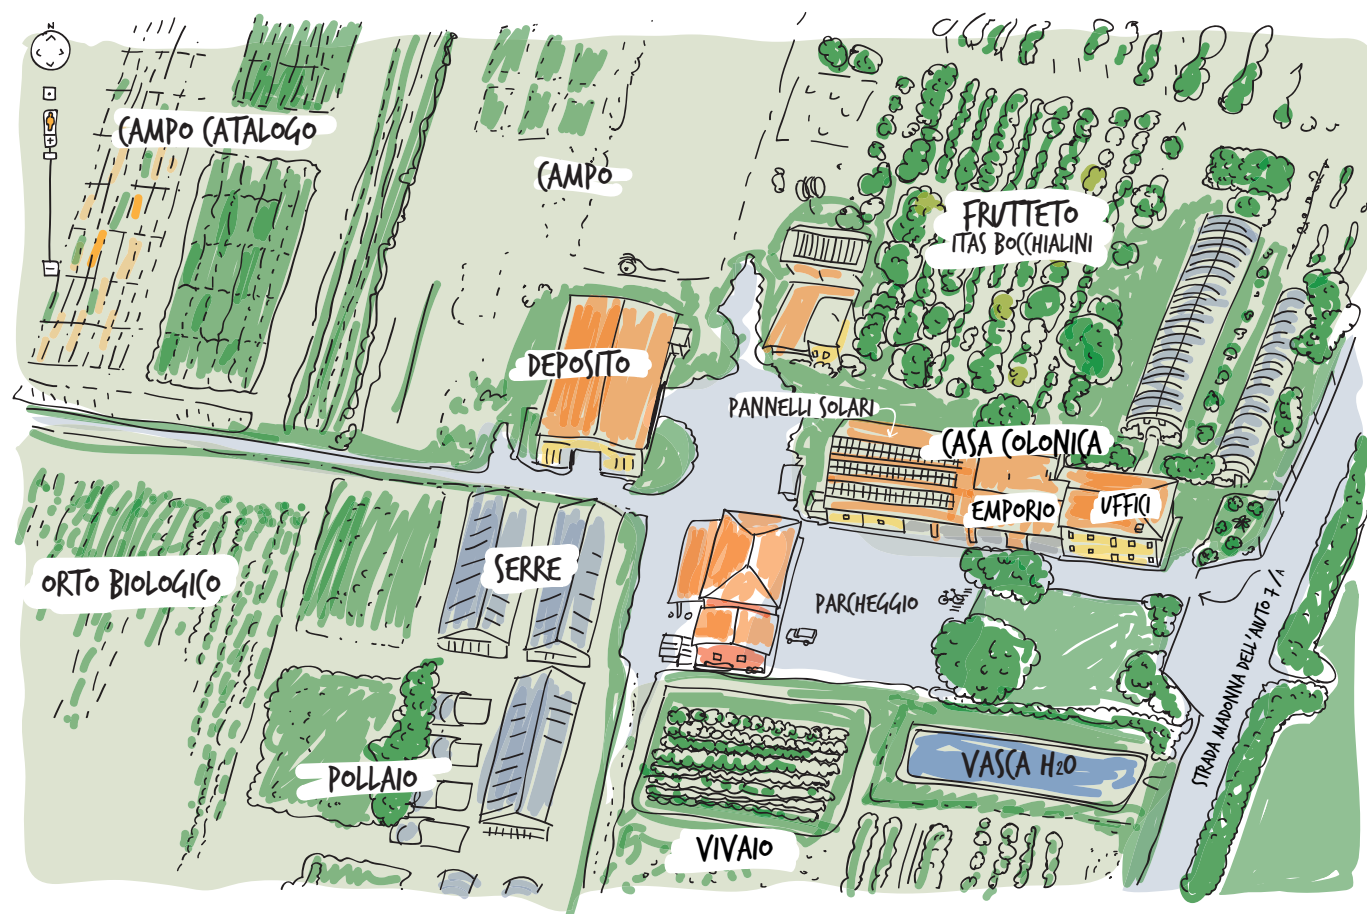 N
CAMPO CATALOGO
CAMPO
FRUTTETO
ITAS BOCCHIALINI
DEPOSITO
PANNELLI SOLARI
CASA COLONICA
EMPORIO
UFFICI
SERRE
ORTO BIOLOGICO
PARCHEGGIO
STRADA MADONNA DELL'AIUTO 7/A
POLLAIO
VASCA H2O
VIVAIO